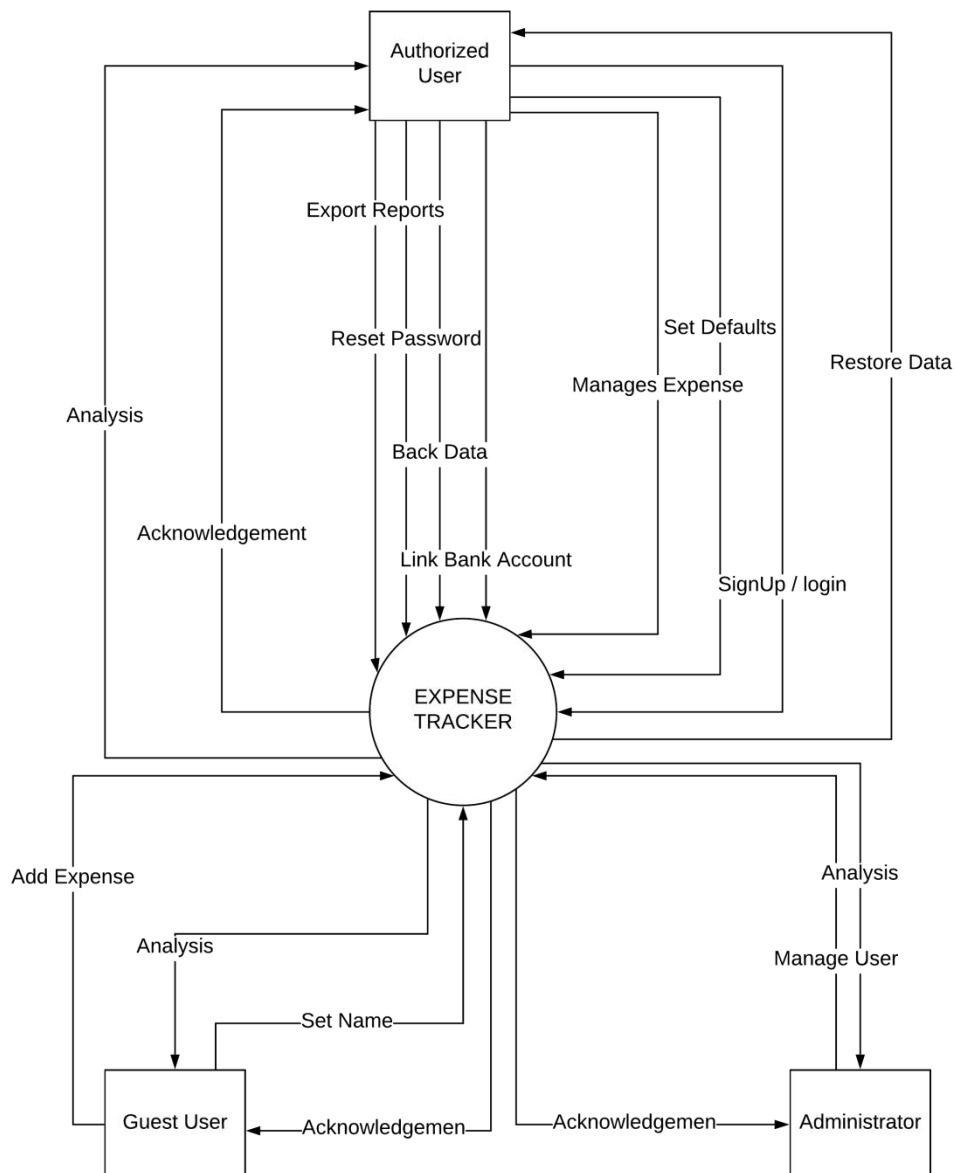 Authorized
User
Export Reports
Set Defaults
Reset Password
Restore Data
Manages Expense
Analysis
Back Data
Acknowledgement
Link Bank Account
SignUp / login
EXPENSE
TRACKER
Add Expense
Analysis
Analysis
Manage User
Set Name
Guest User
Acknowledgemen
Acknowledgemen
Administrator